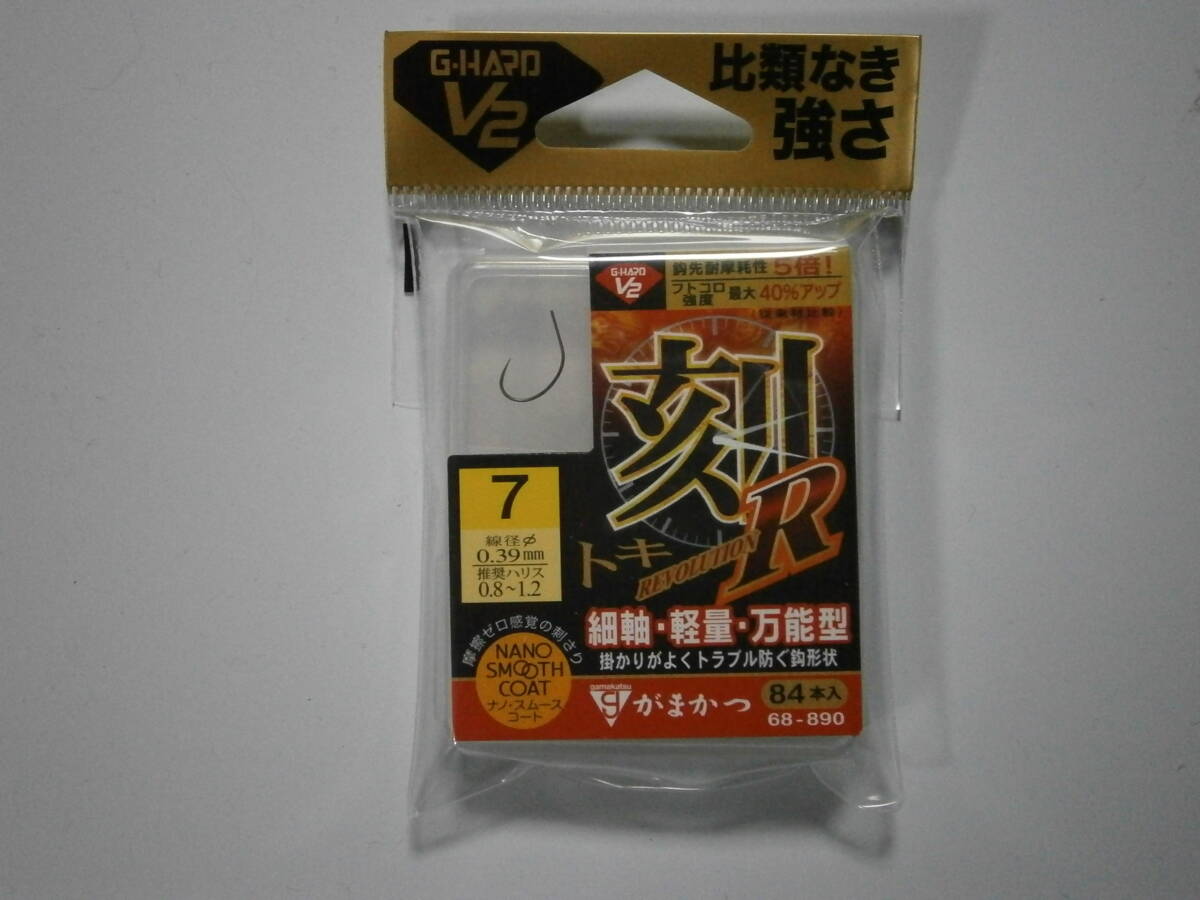 G-HARD
V2
比類なき
強さ
G-HARD
V2
鈎先耐摩耗性 5倍!
フトコロ強度 最大 40%アップ
(従来材比較)
刻
トキ
REVOLUTION R
7
線径φ
0.39mm
推奨ハリス
0.8~1.2
細軸・軽量・万能型
掛かりがよくトラブル防ぐ鈎形状
摩擦ゼロ感覚の刺さり
NANO
SMOOTH
COAT
ナノ・スムース
コート
gamakatsu
がまかつ
84本入
68-890